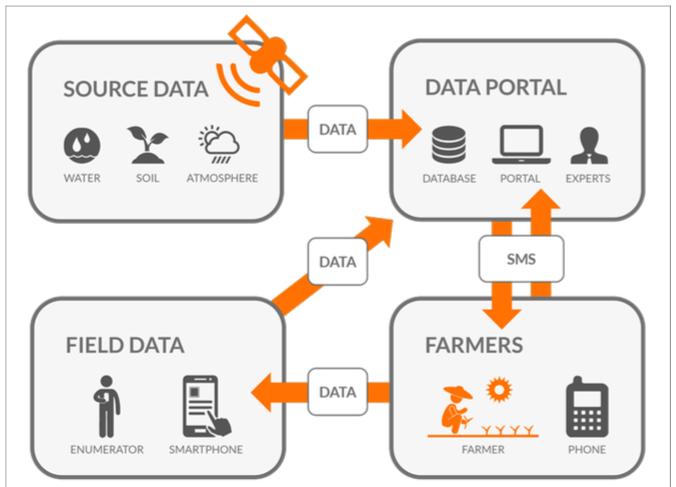 SOURCE DATA
WATER
SOIL
ATMOSPHERE
DATA
DATA PORTAL
DATABASE
PORTAL
EXPERTS
DATA
SMS
FIELD DATA
ENUMERATOR
SMARTPHONE
DATA
FARMERS
FARMER
PHONE